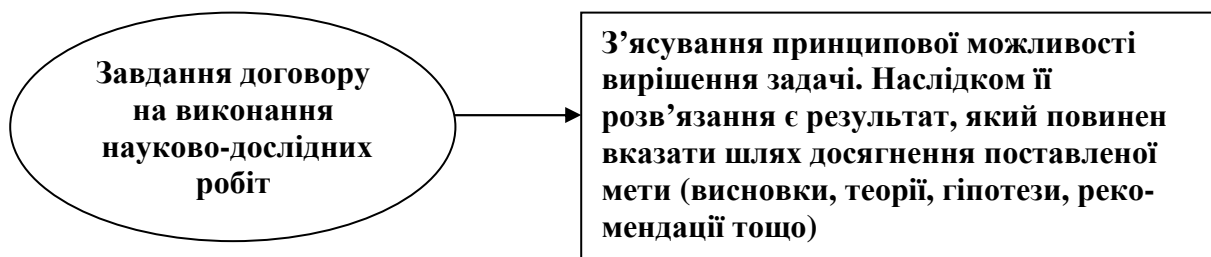 Завдання договору
на виконання
науково-дослідних
робіт
З’ясування принципової можливості
вирішення задачі. Наслідком її
розв’язання є результат, який повинен
вказати шлях досягнення поставленої
мети (висновки, теорії, гіпотези, реко-
мендації тощо)